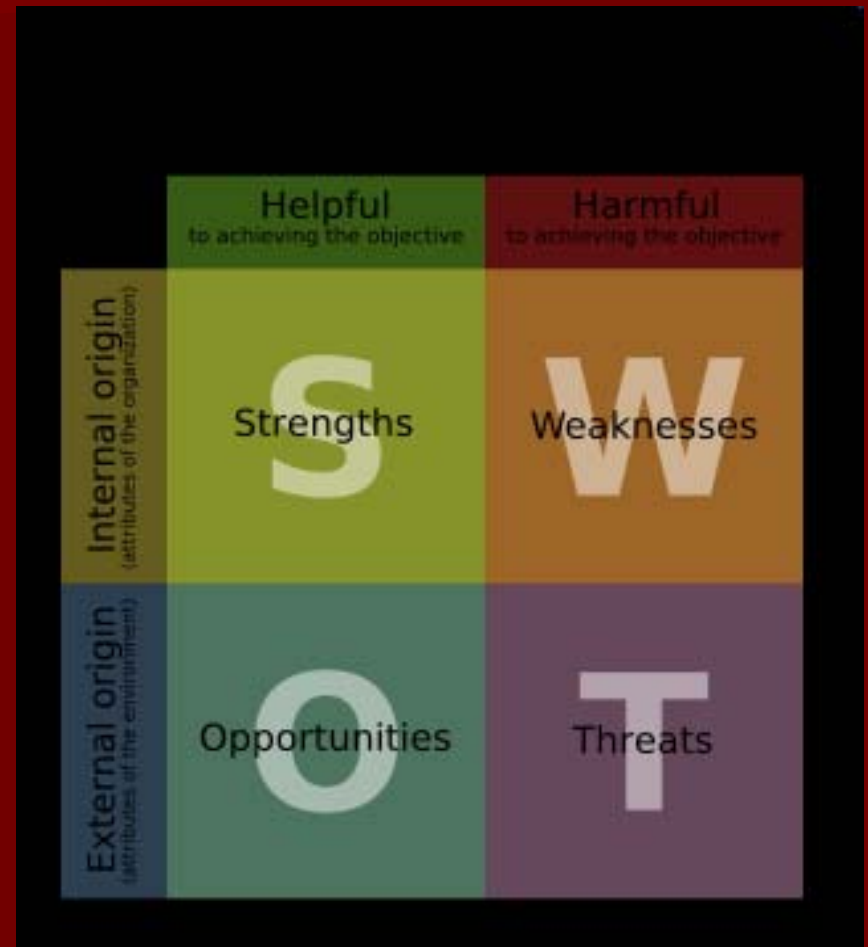 Helpful
to achieving the objective
Harmful
to achieving the objective
Internal origin
(attributes of the organization)
S
Strengths
W
Weaknesses
External origin
(attributes of the environment)
O
Opportunities
T
Threats